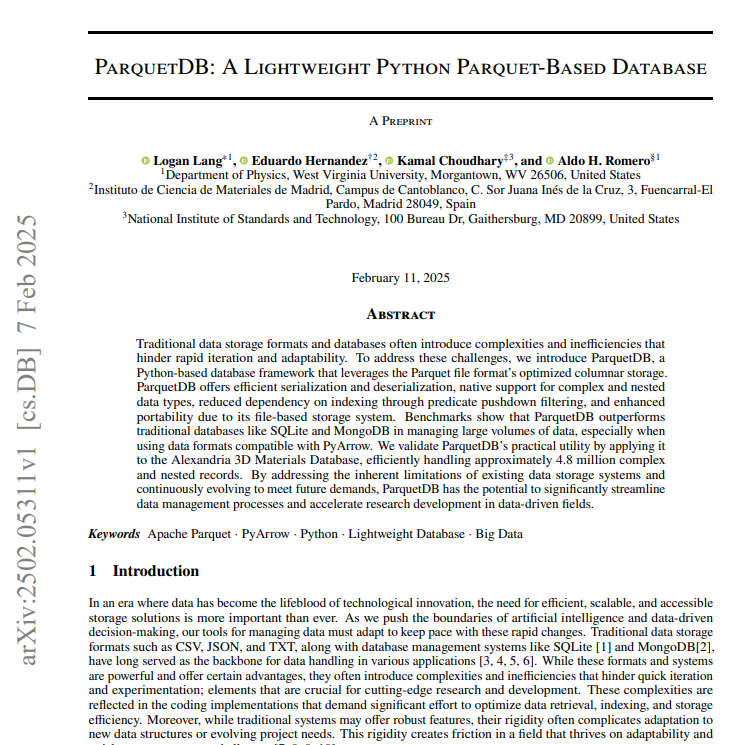 PARQUETDB: A LIGHTWEIGHT PYTHON PARQUET-BASED DATABASE
A PREPRINT
Logan Lang*1, Eduardo Hernandez†2, Kamal Choudhary‡3, and Aldo H. Romero§1
1Department of Physics, West Virginia University, Morgantown, WV 26506, United States
2Instituto de Ciencia de Materiales de Madrid, Campus de Cantoblanco, C. Sor Juana Inés de la Cruz, 3, Fuencarral-El
Pardo, Madrid 28049, Spain
3National Institute of Standards and Technology, 100 Bureau Dr, Gaithersburg, MD 20899, United States
February 11, 2025
ABSTRACT
Traditional data storage formats and databases often introduce complexities and inefficiencies that
hinder rapid iteration and adaptability. To address these challenges, we introduce ParquetDB, a
Python-based database framework that leverages the Parquet file format's optimized columnar storage.
ParquetDB offers efficient serialization and deserialization, native support for complex and nested
data types, reduced dependency on indexing through predicate pushdown filtering, and enhanced
portability due to its file-based storage system. Benchmarks show that ParquetDB outperforms
traditional databases like SQLite and MongoDB in managing large volumes of data, especially when
using data formats compatible with PyArrow. We validate ParquetDB's practical utility by applying it
to the Alexandria 3D Materials Database, efficiently handling approximately 4.8 million complex
and nested records. By addressing the inherent limitations of existing data storage systems and
continuously evolving to meet future demands, ParquetDB has the potential to significantly streamline
data management processes and accelerate research development in data-driven fields.
Keywords Apache Parquet · PyArrow · Python · Lightweight Database · Big Data
1 Introduction
In an era where data has become the lifeblood of technological innovation, the need for efficient, scalable, and accessible
storage solutions is more important than ever. As we push the boundaries of artificial intelligence and data-driven
decision-making, our tools for managing data must adapt to keep pace with these rapid changes. Traditional data storage
formats such as CSV, JSON, and TXT, along with database management systems like SQLite [1] and MongoDB[2],
have long served as the backbone for data handling in various applications [3, 4, 5, 6]. While these formats and systems
are powerful and offer certain advantages, they often introduce complexities and inefficiencies that hinder quick iteration
and experimentation; elements that are crucial for cutting-edge research and development. These complexities are
reflected in the coding implementations that demand significant effort to optimize data retrieval, indexing, and storage
efficiency. Moreover, while traditional systems may offer robust features, their rigidity often complicates adaptation to
new data structures or evolving project needs. This rigidity creates friction in a field that thrives on adaptability and
arXiv:2502.05311v1 [cs.DB] 7 Feb 2025